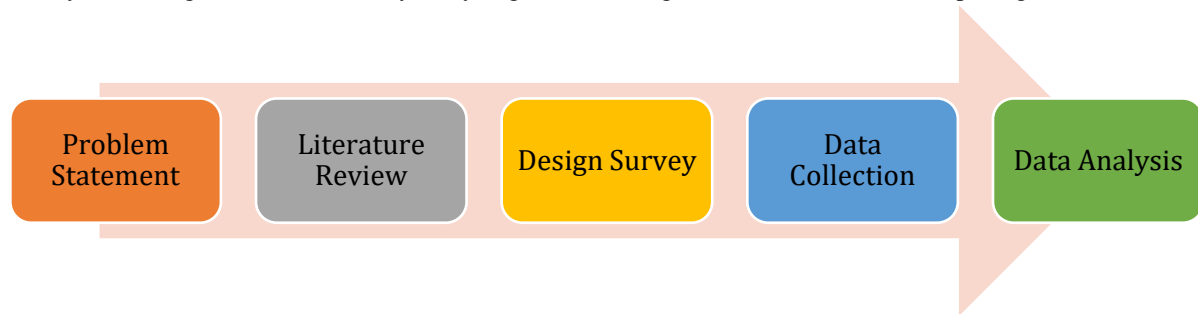 Problem
Statement
Literature
Review
Design Survey
Data
Collection
Data Analysis